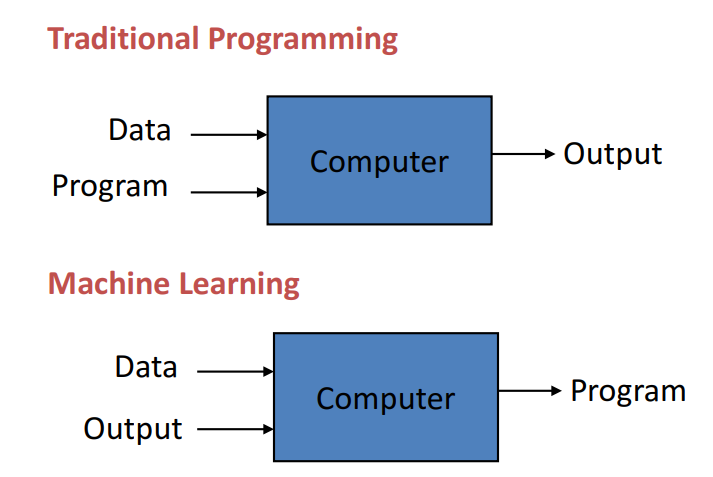 Traditional Programming
Data
Program
Computer
Output
Machine Learning
Data
Output
Computer
Program